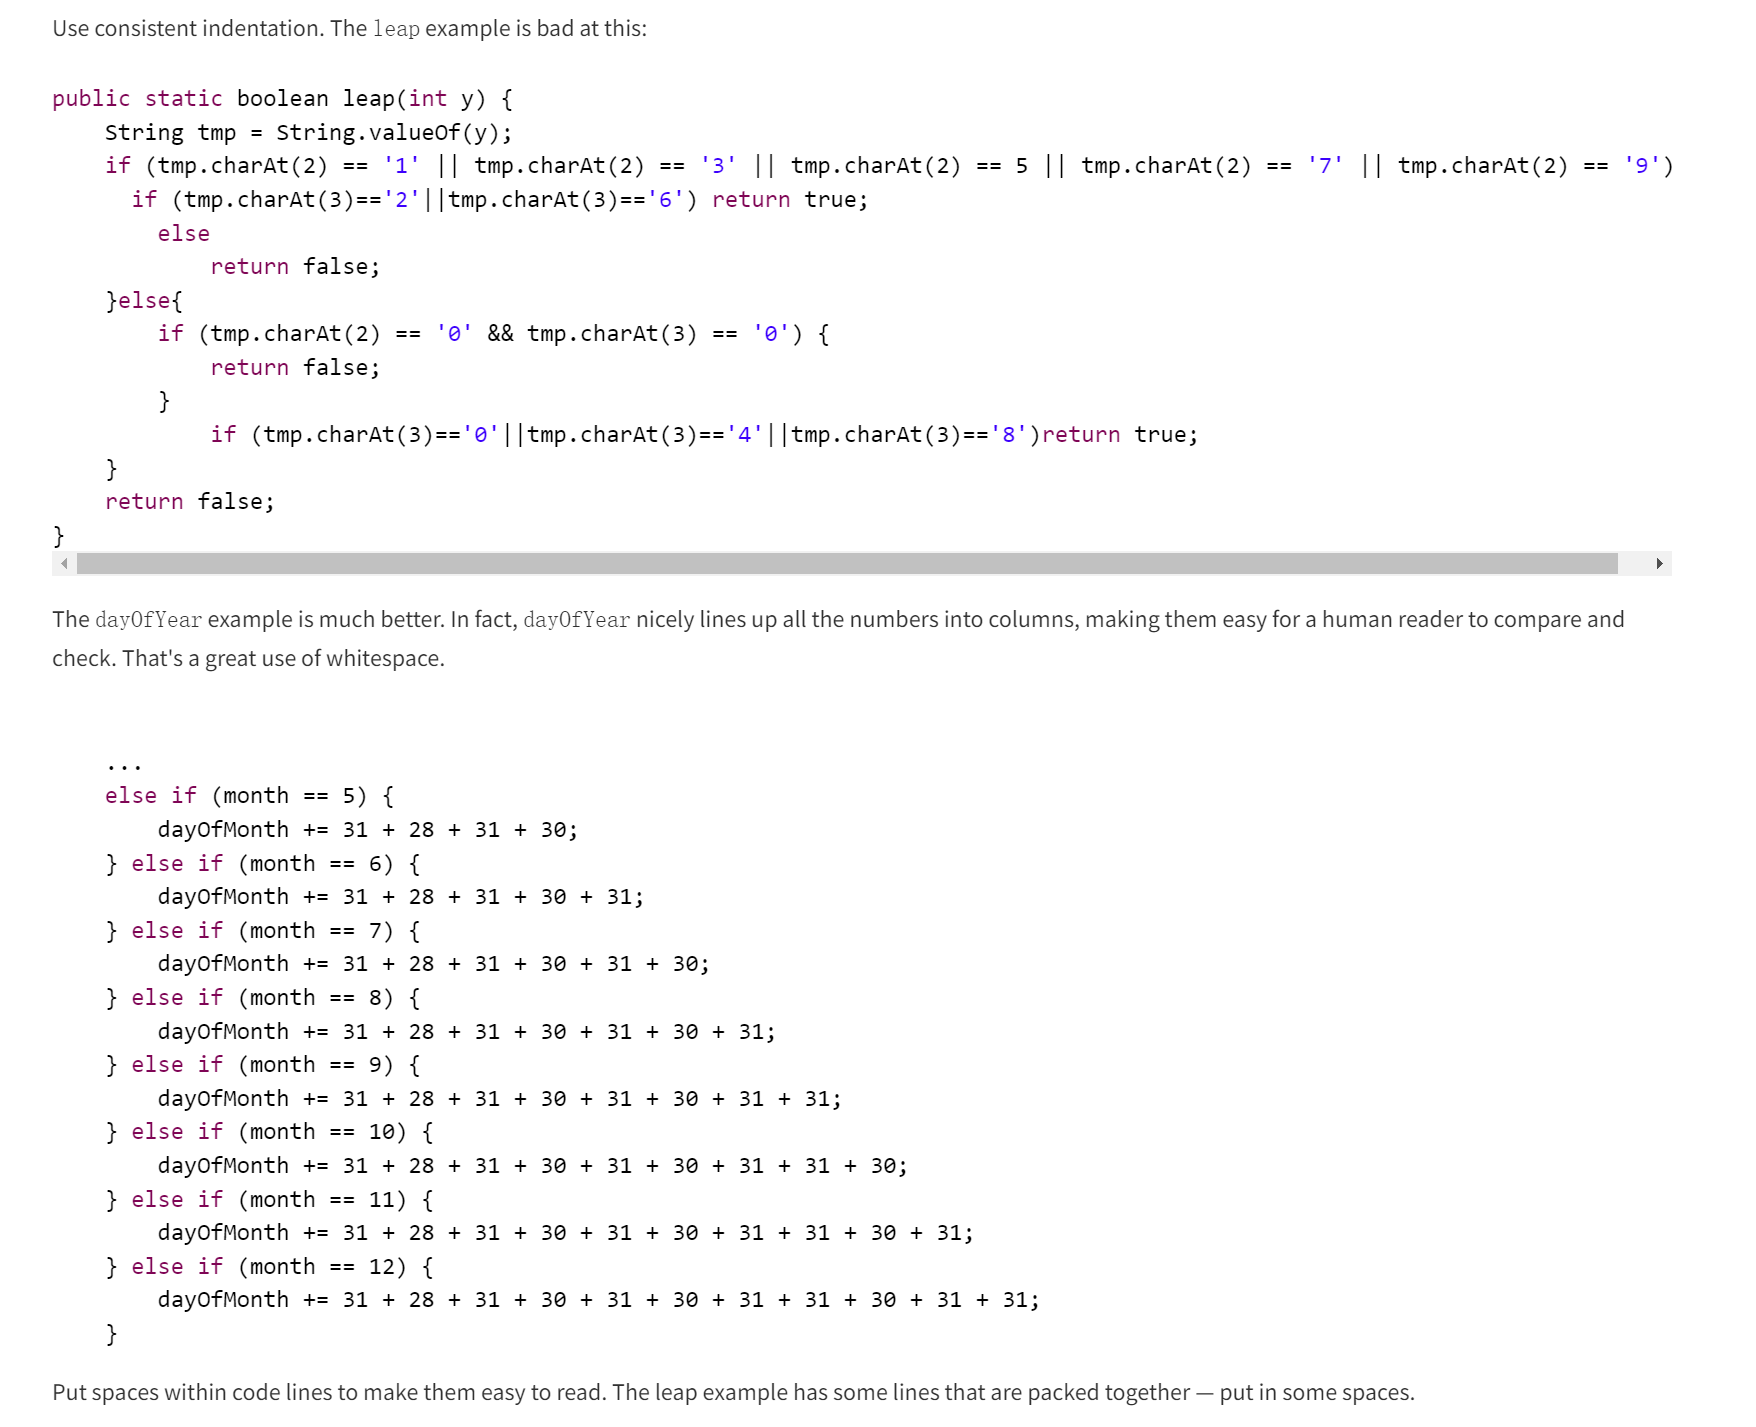 Use consistent indentation. The leap example is bad at this:
public static boolean leap(int y) {
    String tmp = String.valueOf(y);
    if (tmp.charAt(2) == '1' || tmp.charAt(2) == '3' || tmp.charAt(2) == 5 || tmp.charAt(2) == '7' || tmp.charAt(2) == '9')
      if (tmp.charAt(3)=='2'||tmp.charAt(3)=='6') return true;
        else
            return false;
    }else{
        if (tmp.charAt(2) == '0' && tmp.charAt(3) == '0') {
            return false;
        }
            if (tmp.charAt(3)=='0'||tmp.charAt(3)=='4'||tmp.charAt(3)=='8')return true;
    }
    return false;
}
The dayOfYear example is much better. In fact, dayOfYear nicely lines up all the numbers into columns, making them easy for a human reader to compare and
check. That's a great use of whitespace.
    ...
    else if (month == 5) {
        dayOfMonth += 31 + 28 + 31 + 30;
    } else if (month == 6) {
        dayOfMonth += 31 + 28 + 31 + 30 + 31;
    } else if (month == 7) {
        dayOfMonth += 31 + 28 + 31 + 30 + 31 + 30;
    } else if (month == 8) {
        dayOfMonth += 31 + 28 + 31 + 30 + 31 + 30 + 31;
    } else if (month == 9) {
        dayOfMonth += 31 + 28 + 31 + 30 + 31 + 30 + 31 + 31;
    } else if (month == 10) {
        dayOfMonth += 31 + 28 + 31 + 30 + 31 + 30 + 31 + 31 + 30;
    } else if (month == 11) {
        dayOfMonth += 31 + 28 + 31 + 30 + 31 + 30 + 31 + 31 + 30 + 31;
    } else if (month == 12) {
        dayOfMonth += 31 + 28 + 31 + 30 + 31 + 30 + 31 + 31 + 30 + 31 + 31;
    }
Put spaces within code lines to make them easy to read. The leap example has some lines that are packed together — put in some spaces.